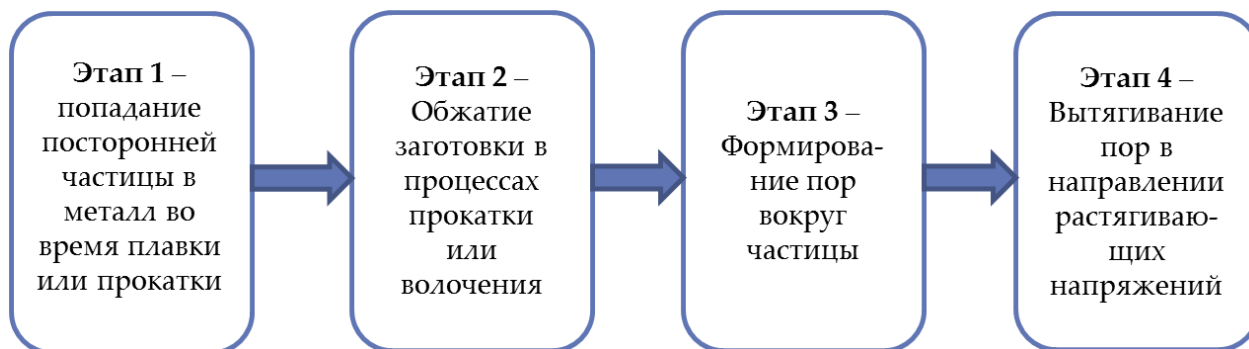 Этап 1 –
попадание
посторонней
частицы в
металл во
время плавки
или прокатки
Этап 2 –
Обжатие
заготовки в
процессах
прокатки
или
волочения
Этап 3 –
Формирова-
ние пор
вокруг
частицы
Этап 4 –
Вытягивание
пор в
направлении
растягиваю-
щих
напряжений